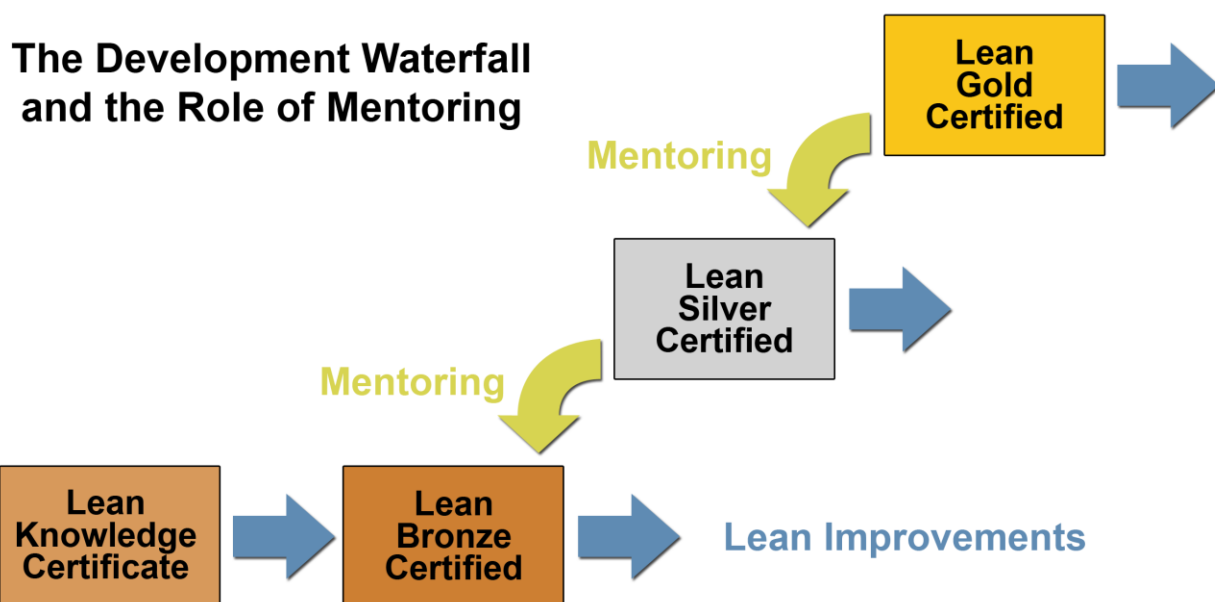 The Development Waterfall
and the Role of Mentoring
Lean
Gold
Certified
Mentoring
Lean
Silver
Certified
Mentoring
Lean
Knowledge
Certificate
Lean
Bronze
Certified
Lean Improvements